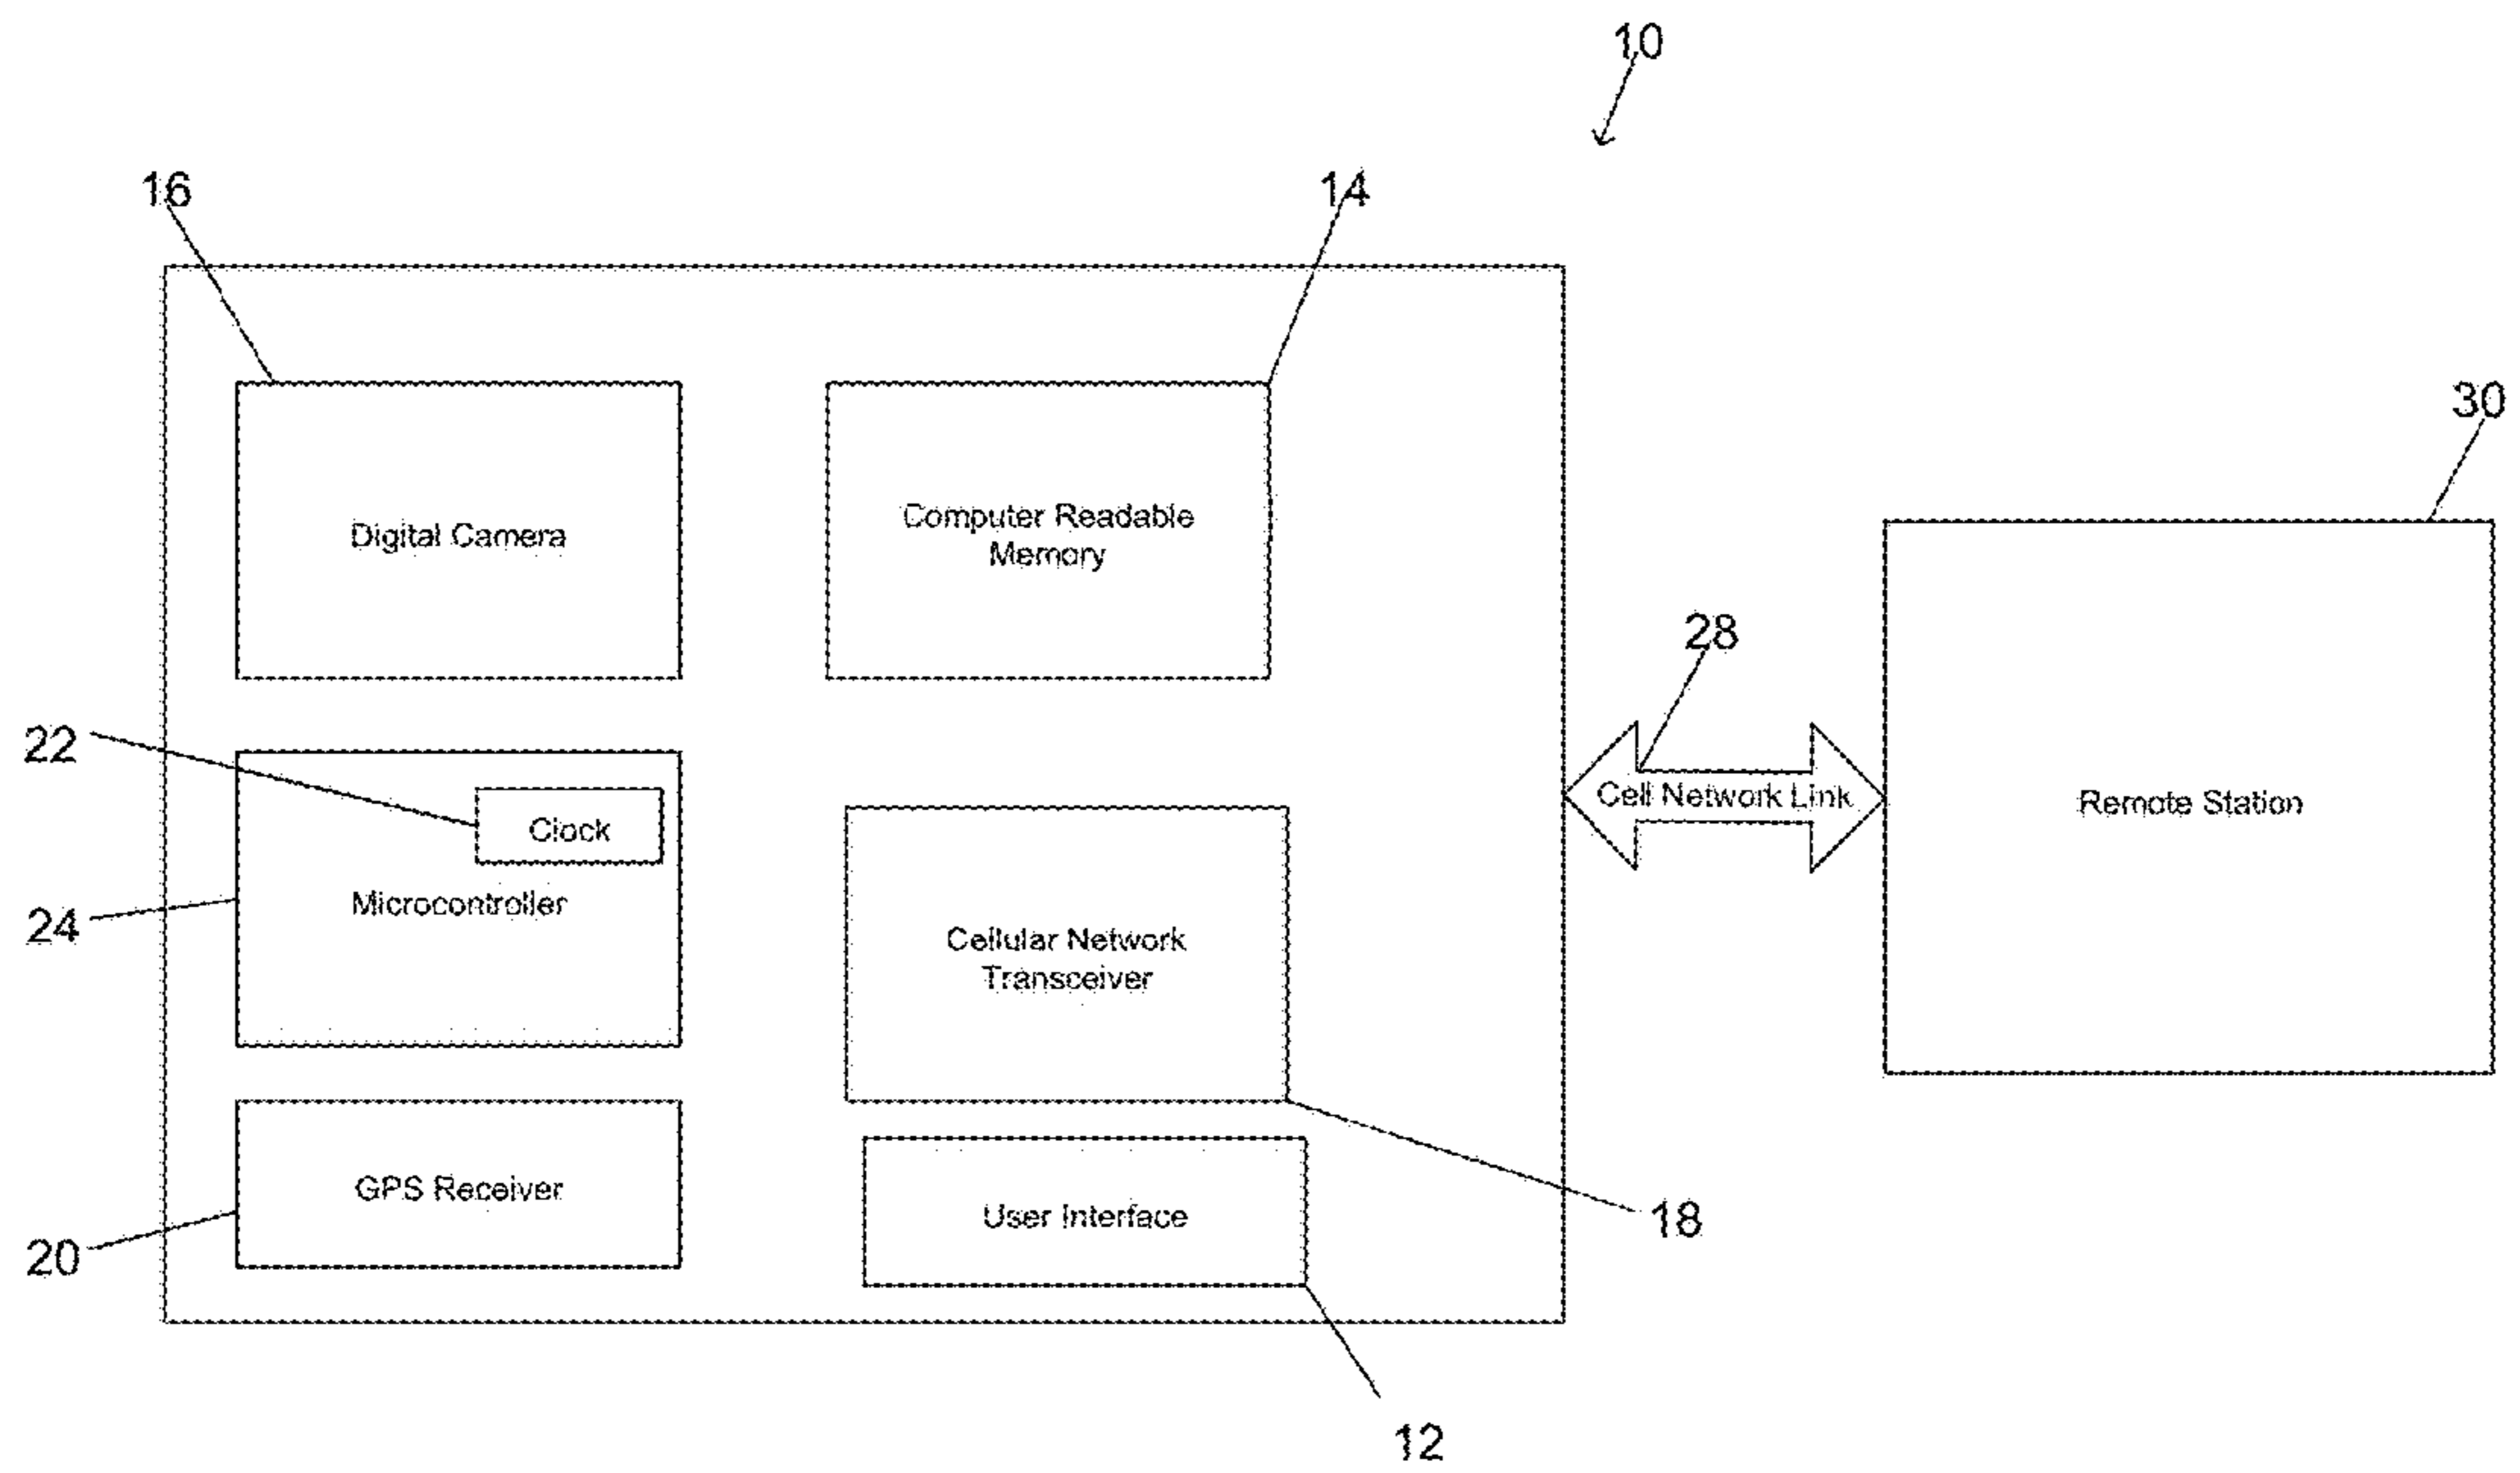 10
16
14
30
Digital Camera
Computer Readable
Memory
28
22
Clock
Cell Network Link
Remote Station
Microcontroller
24
Cellular Network
Transceiver
GPS Receiver
User Interface
18
20
12